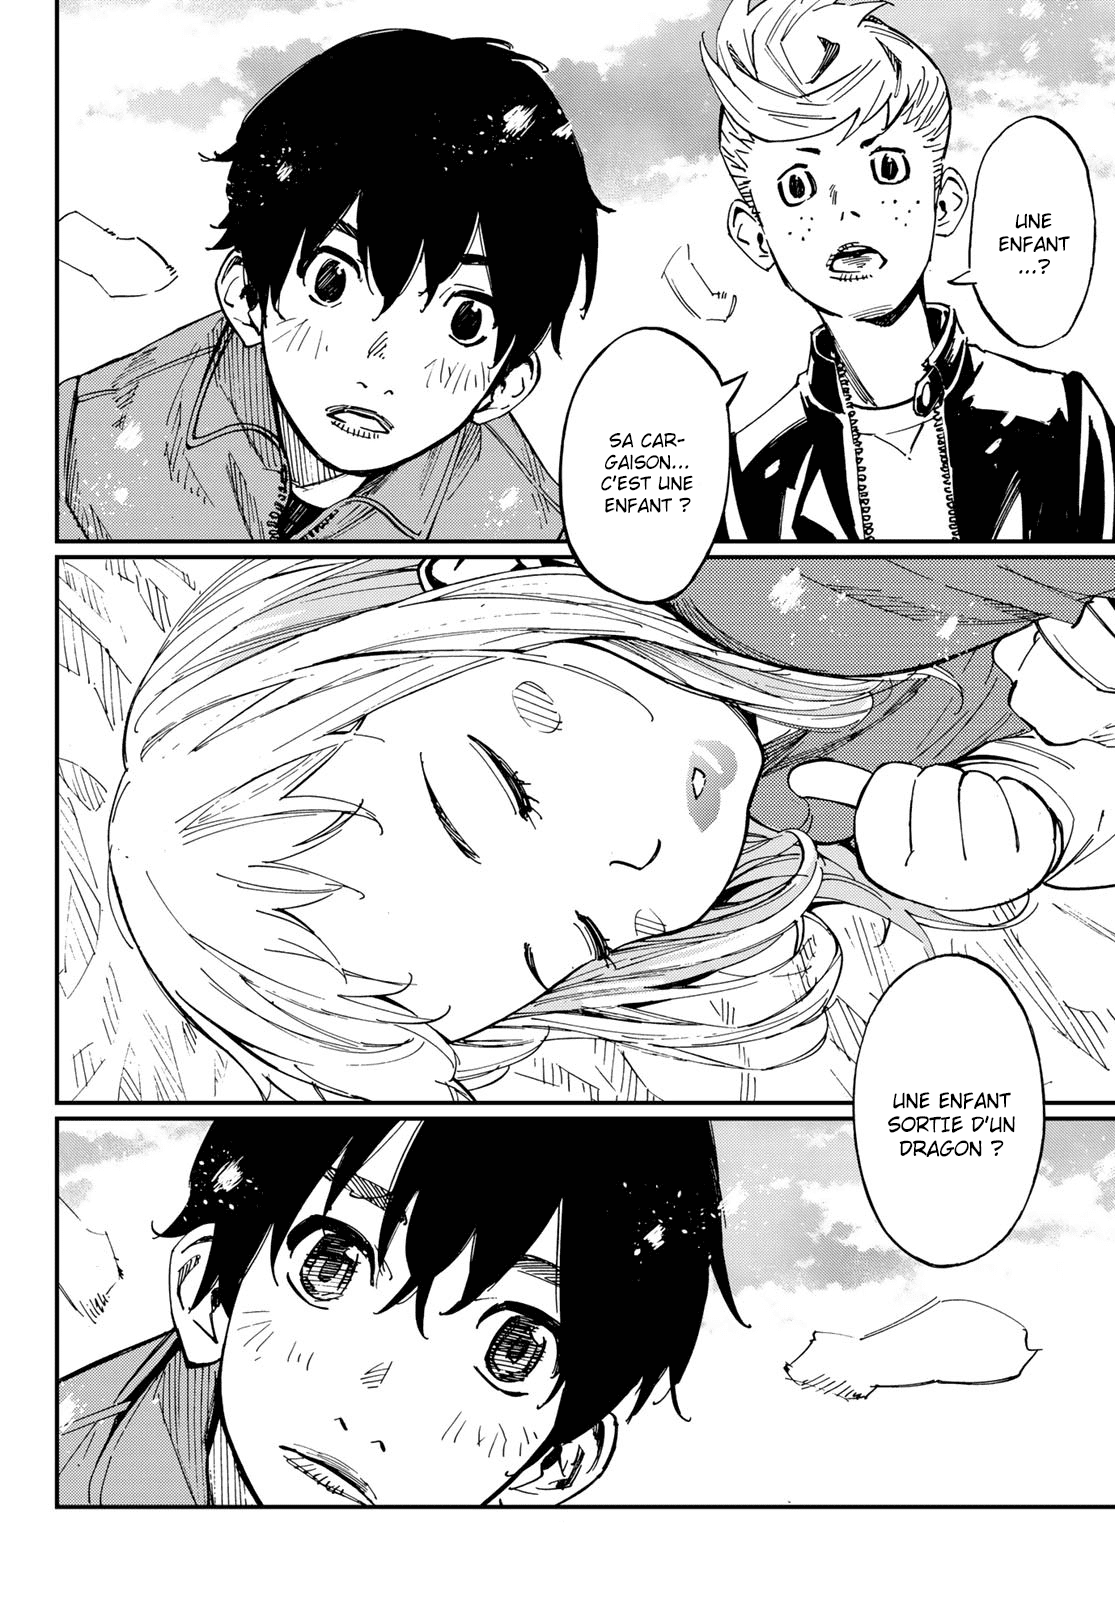 UNE
ENFANT
...?
SA CAR-
GAISON...
C'EST UNE
ENFANT ?
UNE ENFANT
SORTIE D'UN
DRAGON ?